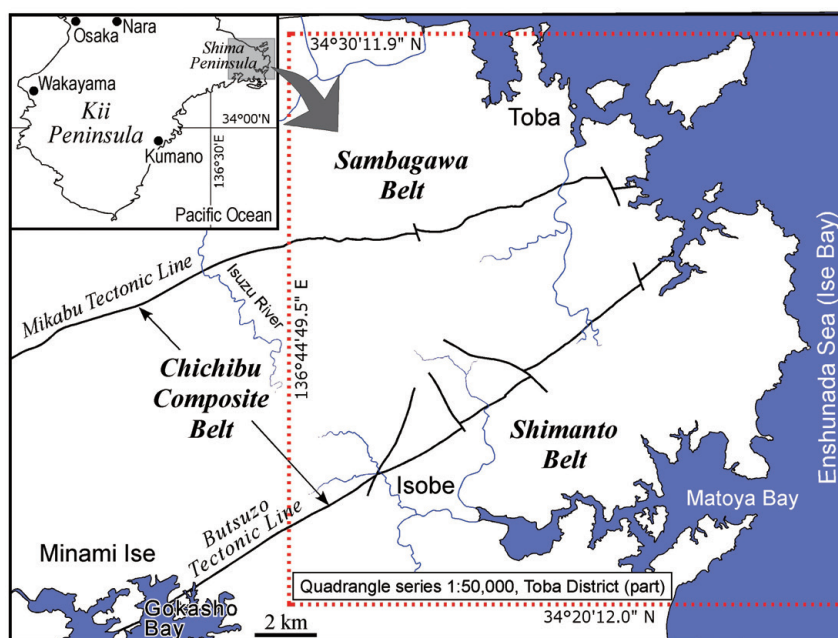 Osaka
Nara
Shima
Peninsula
Wakayama
Kii
Peninsula
34°00'N
Kumano
136°30'E
Pacific Ocean
34°30'11.9" N
Toba
Sambagawa
Belt
Mikabu Tectonic Line
Isuzu River
136°44'49.5" E
Chichibu
Composite
Belt
Shimanto
Belt
Enshunada Sea (Ise Bay)
Matoya Bay
Isobe
Butsuzo
Tectonic Line
Minami Ise
Gokasho
Bay
2 km
Quadrangle series 1:50,000, Toba District (part)
34°20'12.0" N